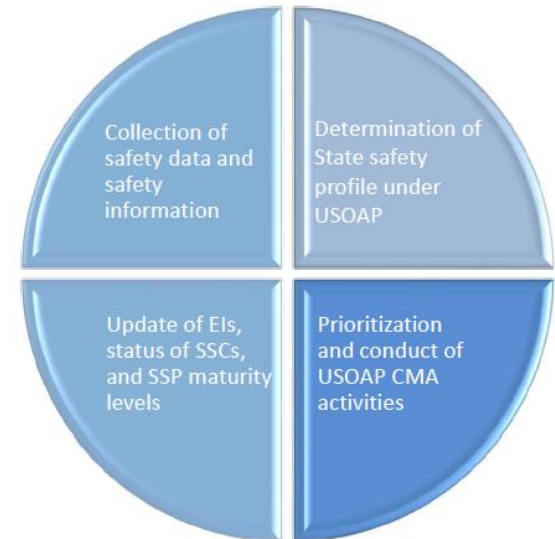 Collection of
safety data and
safety
information
Determination of
State safety
profile under
USOAP
Update of EIs,
status of SSCs,
and SSP maturity
levels
Prioritization
and conduct of
USOAP CMA
activities